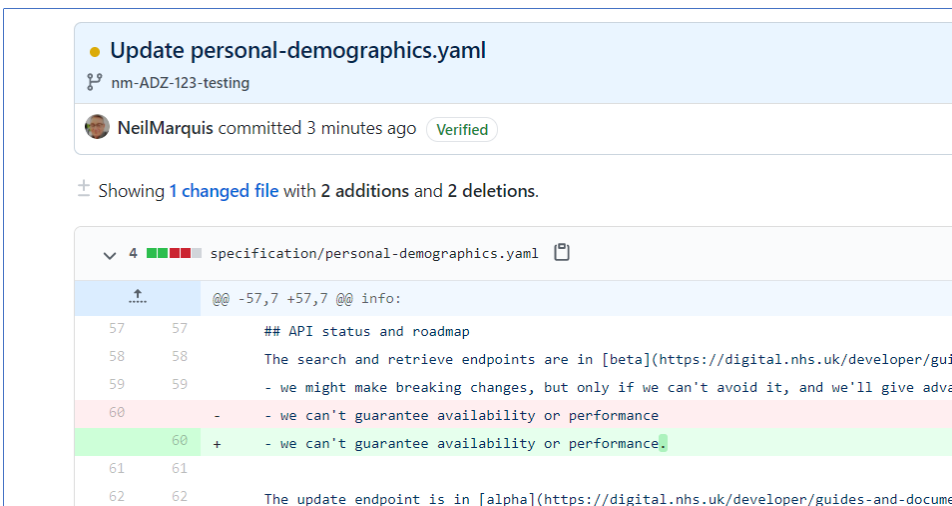 Update personal-demographics.yaml
nm-ADZ-123-testing
NeilMarquis committed 3 minutes ago Verified
Showing 1 changed file with 2 additions and 2 deletions.
4 specification/personal-demographics.yaml
@@ -57,7 +57,7 @@ info:
57 57 ## API status and roadmap
58 58 The search and retrieve endpoints are in [beta](https://digital.nhs.uk/developer/gui
59 59 - we might make breaking changes, but only if we can't avoid it, and we'll give adva
60 - - we can't guarantee availability or performance
60 + - we can't guarantee availability or performance.
61 61
62 62 The update endpoint is in [alpha](https://digital.nhs.uk/developer/guides-and-docume